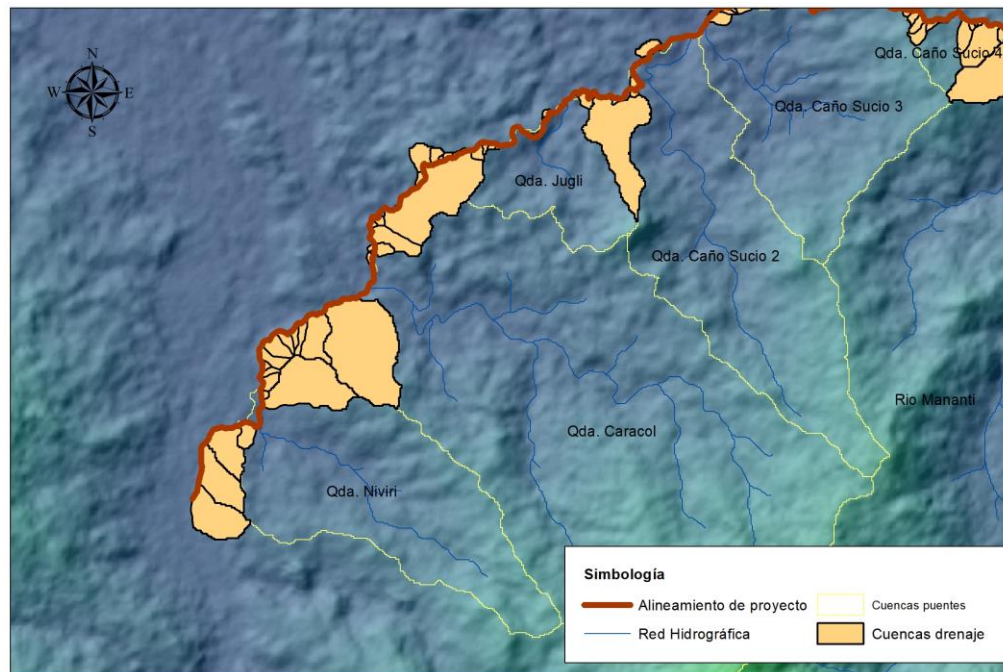 Qda. Caño Sucio 4
N
W E
S
Qda. Caño Sucio 3
Qda. Jugli
Qda. Caño Sucio 2
Rio Mananti
Qda. Caracol
Qda. Niviri
Simbología
Alineamiento de proyecto
Cuencas puentes
Red Hidrográfica
Cuencas drenaje